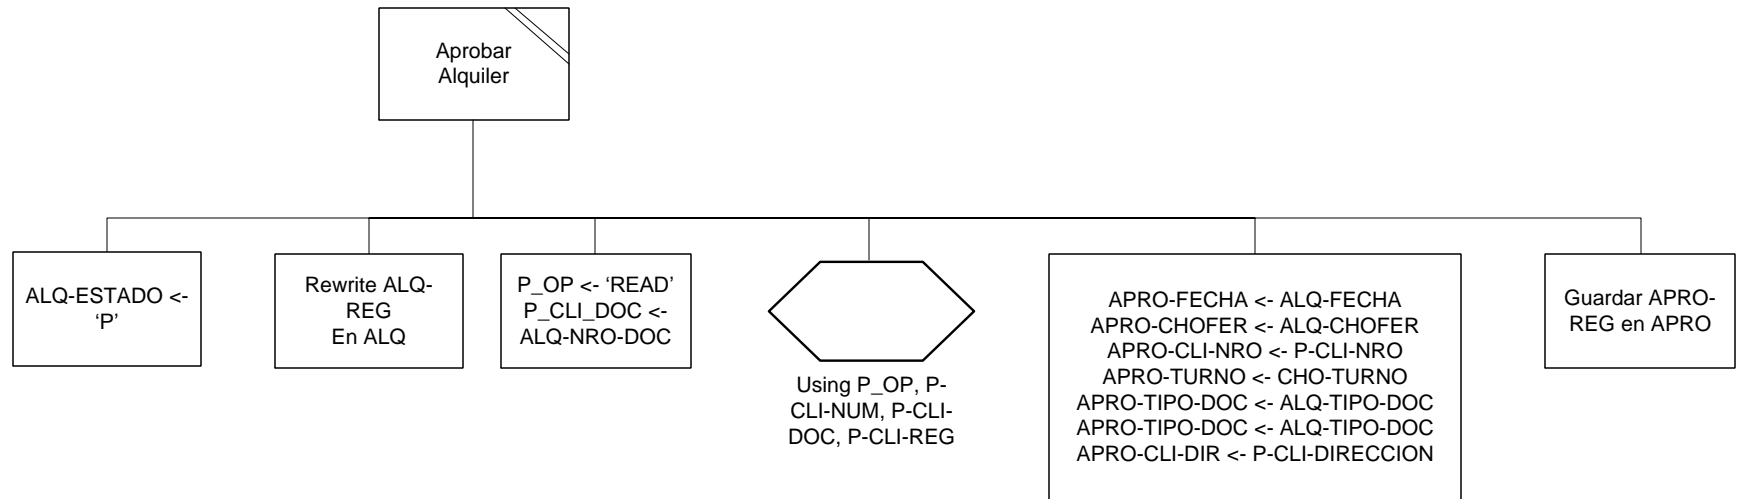 Aprobar
Alquiler
ALQ-ESTADO <-
‘P’
Rewrite ALQ-
REG
En ALQ
P_OP <- ‘READ’
P_CLI_DOC <-
ALQ-NRO-DOC
Using P_OP, P-
CLI-NUM, P-CLI-
DOC, P-CLI-REG
APRO-FECHA <- ALQ-FECHA
APRO-CHOFER <- ALQ-CHOFER
APRO-CLI-NRO <- P-CLI-NRO
APRO-TURNO <- CHO-TURNO
APRO-TIPO-DOC <- ALQ-TIPO-DOC
APRO-TIPO-DOC <- ALQ-TIPO-DOC
APRO-CLI-DIR <- P-CLI-DIRECCION
Guardar APRO-
REG en APRO